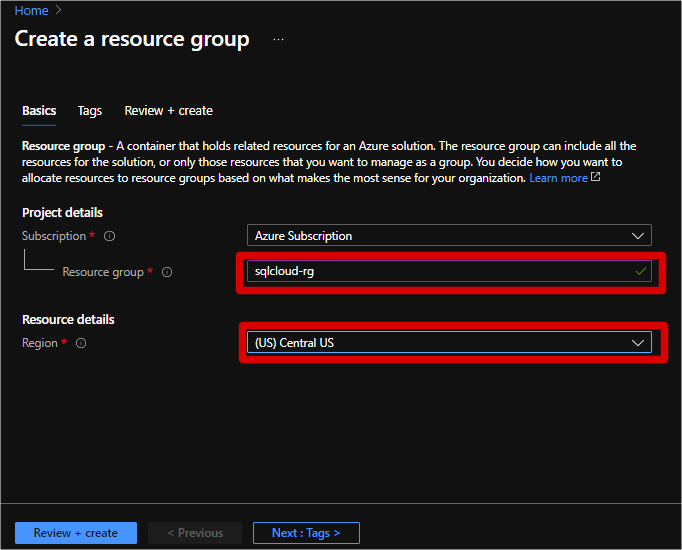 Home >
Create a resource group ...
Basics Tags Review + create
Resource group - A container that holds related resources for an Azure solution. The resource group can include all the
resources for the solution, or only those resources that you want to manage as a group. You decide how you want to
allocate resources to resource groups based on what makes the most sense for your organization. Learn more
Project details
Subscription * Azure Subscription
Resource group * sqlcloud-rg
Resource details
Region * (US) Central US
Review + create < Previous Next : Tags >